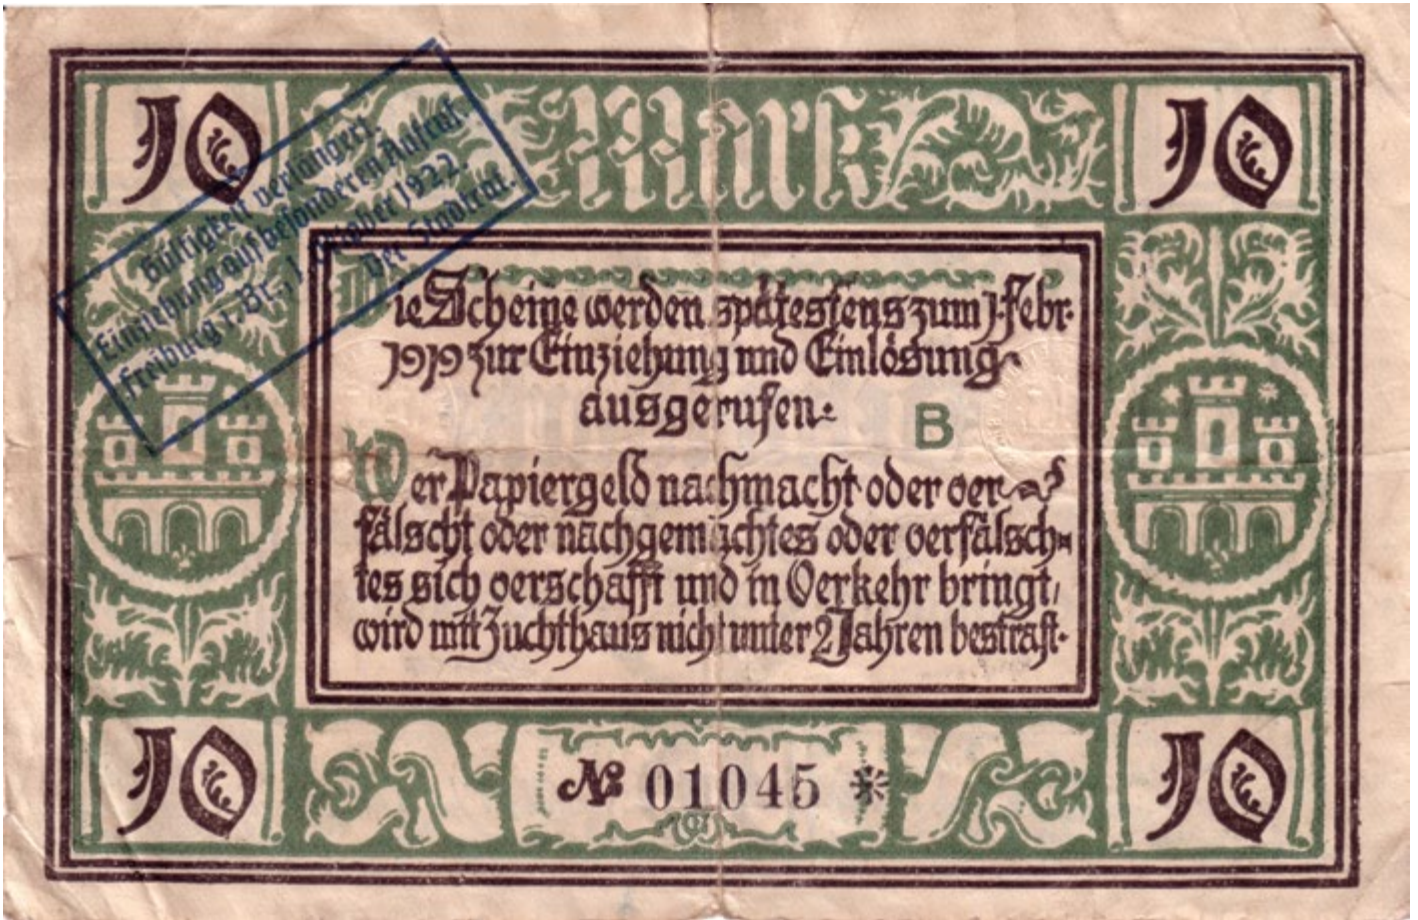 10 Mark 10
Gültigkeit verlängert.
Einziehung auf besonderen Aufruf.
Freiburg i. Br., 1. Oktober 1922.
Der Stadtrat.
Die Scheine werden spätestens zum 1. Febr.
1919 zur Einziehung und Einlösung
ausgerufen.
B
Wer Papiergeld nachmacht oder ver-
fälscht oder nachgemachtes oder verfälsch-
tes sich verschafft und in Verkehr bringt,
wird mit Zuchthaus nicht unter 2 Jahren bestraft.
10 № 01045 * 10